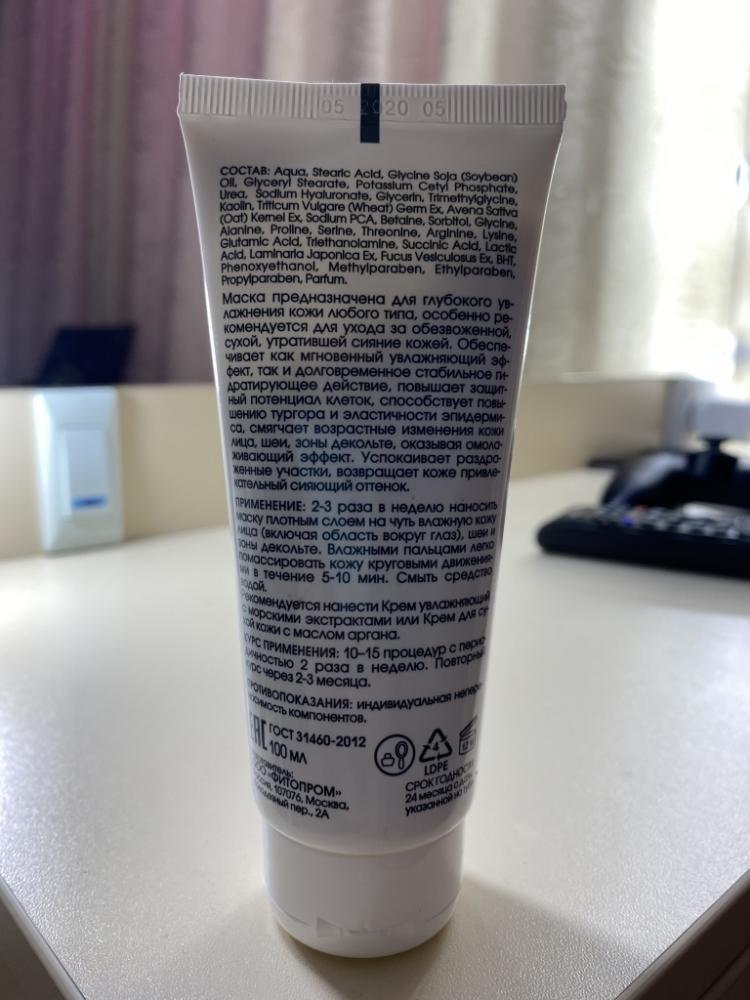 05 2020 05
СОСТАВ: Aqua, Stearic Acid, Glycine Soja (Soybean)
Oil, Glyceryl Stearate, Potassium Cetyl Phosphate,
Urea, Sodium Hyaluronate, Glycerin, Trimethylglycine,
Kaolin, Triticum Vulgare (Wheat) Germ Ex, Avena Sativa
(Oat) Kernel Ex, Sodium PCA, Betaine, Sorbitol, Glycine,
Alanine, Proline, Serine, Threonine, Arginine, Lysine,
Glutamic Acid, Triethanolamine, Succinic Acid, Lactic
Acid, Laminaria Japonica Ex, Fucus Vesiculosus Ex, BHT,
Phenoxyethanol, Methylparaben, Ethylparaben,
Propylparaben, Parfum.
Маска предназначена для глубокого ув-
лажнения кожи любого типа, особенно ре-
комендуется для ухода за обезвоженной,
сухой, утратившей сияние кожей. Обеспе-
чивает как мгновенный увлажняющий эф-
фект, так и долговременное стабильное ги-
дратирующее действие, повышает защит-
ный потенциал клеток, способствует повы-
шению тургора и эластичности эпидерми-
са, смягчает возрастные изменения кожи
лица, шеи, зоны декольте, оказывая омола-
живающий эффект. Успокаивает раздра-
женные участки, возвращает коже привле-
кательный сияющий оттенок.
ПРИМЕНЕНИЕ: 2-3 раза в неделю наносить
маску плотным слоем на чуть влажную кожу
лица (включая область вокруг глаз), шеи и
зоны декольте. Влажными пальцами легко
помассировать кожу круговыми движения-
ми в течение 5-10 мин. Смыть средство
водой.
Рекомендуется нанести Крем увлажняющий
с морскими экстрактами или Крем для су-
хой кожи с маслом аргана.
КУРС ПРИМЕНЕНИЯ: 10–15 процедур с перио-
дичностью 2 раза в неделю. Повторный
курс через 2-3 месяца.
ПРОТИВОПОКАЗАНИЯ: индивидуальная непере-
носимость компонентов.
EAC ГОСТ 31460-2012
100 МЛ
4
LDPE
Изготовитель:
ООО «ФИТОПРОМ»
Россия, 107076, Москва,
пер., 2А
СРОК ГОДНОСТИ
24 месяца с даты,
указанной на